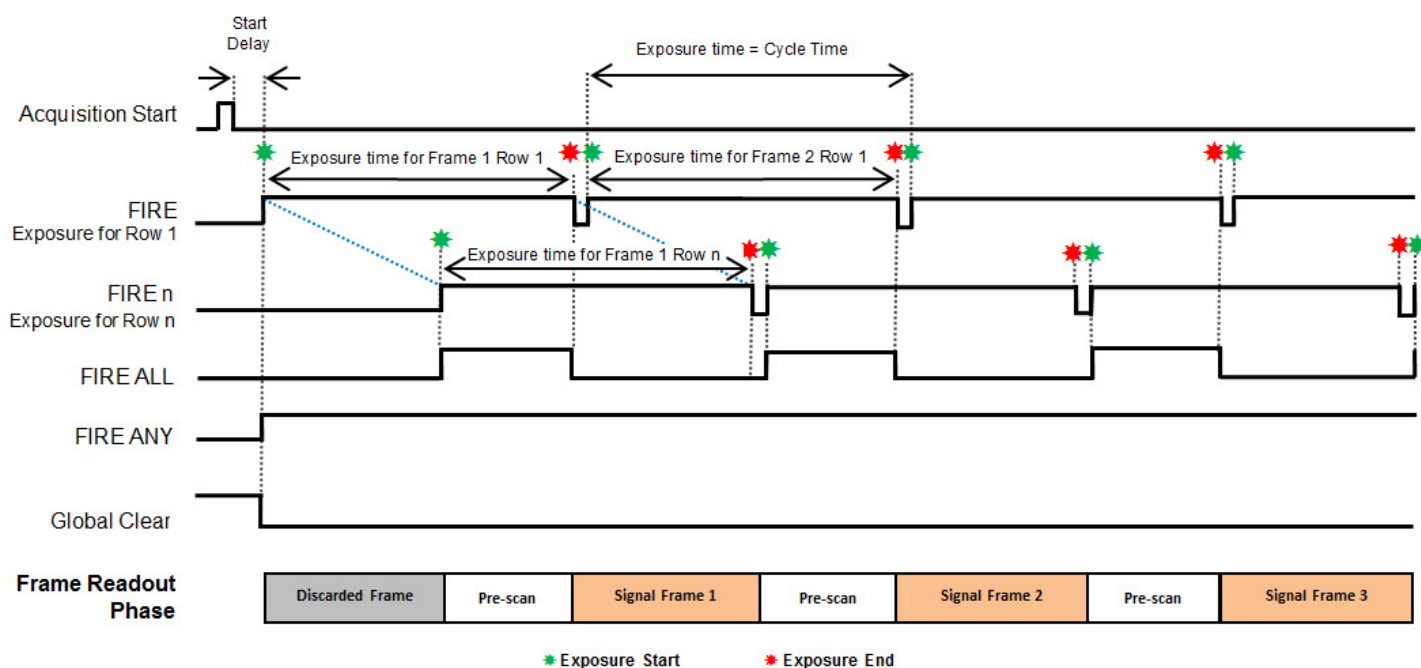 Start
Delay
Exposure time = Cycle Time
Acquisition Start
Exposure time for Frame 1 Row 1
Exposure time for Frame 2 Row 1
FIRE
Exposure for Row 1
Exposure time for Frame 1 Row n
FIRE n
Exposure for Row n
FIRE ALL
FIRE ANY
Global Clear
Frame Readout
Phase
Discarded Frame
Pre-scan
Signal Frame 1
Pre-scan
Signal Frame 2
Pre-scan
Signal Frame 3
Exposure Start
Exposure End